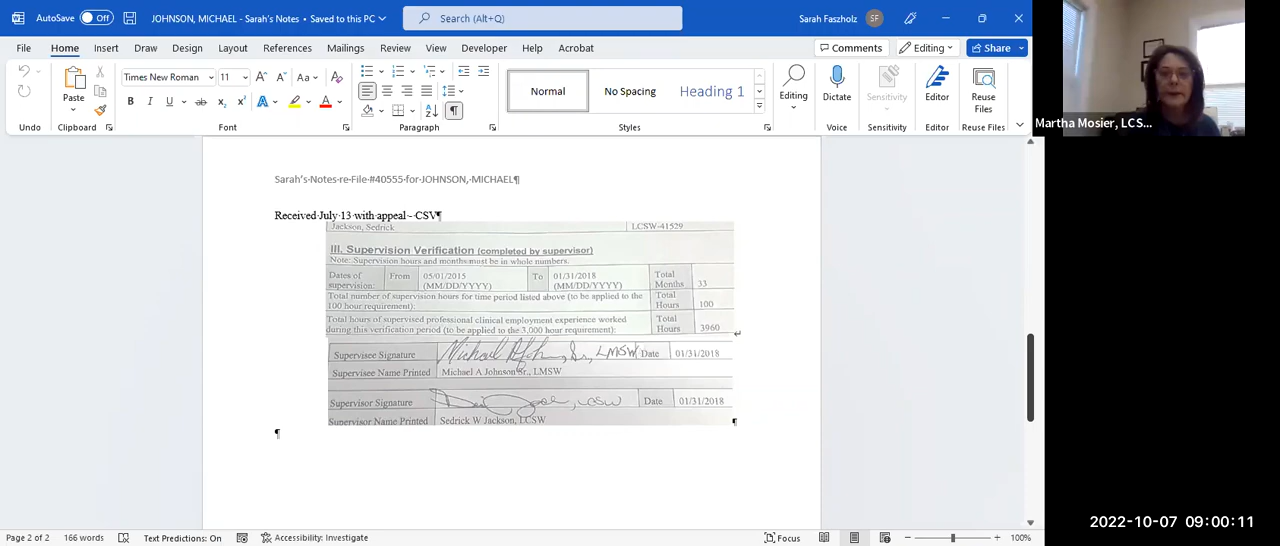 AutoSave Off JOHNSON, MICHAEL - Sarah's Notes • Saved to this PC Search (Alt+Q) Sarah Faszholz SF
File Home Insert Draw Design Layout References Mailings Review View Developer Help Acrobat Comments Editing Share
Times New Roman 11 Aa
Paste
Normal No Spacing Heading 1
Editing Dictate Sensitivity Editor Reuse Files
Undo Clipboard Font Paragraph Styles Voice Sensitivity Editor Reuse Files
Martha Mosier, LCS...
Sarah's Notes re File #40555 for JOHNSON, MICHAEL¶
Received July 13 with appeal - CSV¶
Jackson, Sedrick LCSW-41529
III. Supervision Verification (completed by supervisor)
Note: Supervision hours and months must be in whole numbers.
Dates of supervision: From 05/01/2015 (MM/DD/YYYY) To 01/31/2018 (MM/DD/YYYY) Total Months 33
Total number of supervision hours for time period listed above (to be applied to the 100 hour requirement): Total Hours 100
Total hours of supervised professional clinical employment experience worked during this verification period (to be applied to the 3,000 hour requirement): Total Hours 3960
Supervisee Signature LMSW Date 01/31/2018
Supervisee Name Printed Michael A Johnson Sr., LMSW
Supervisor Signature , LCSW Date 01/31/2018
Supervisor Name Printed Sedrick W Jackson, LCSW
¶
Page 2 of 2 166 words Text Predictions: On Accessibility: Investigate Focus 100%
2022-10-07 09:00:11